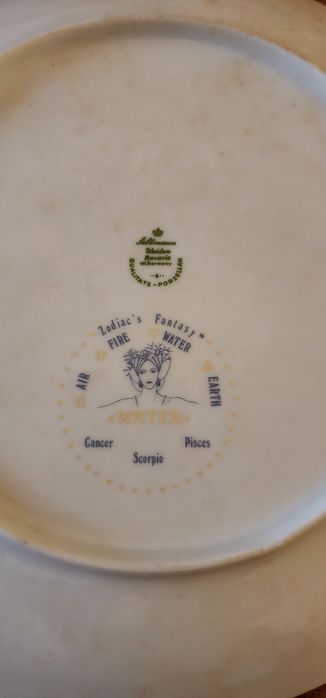 Seltmann
Weiden
Bavaria
W.Germany
QUALITÄTS-PORZELLAN
Zodiac's Fantasy
FIRE WATER
AIR EARTH
WATER
Cancer Pisces
Scorpio